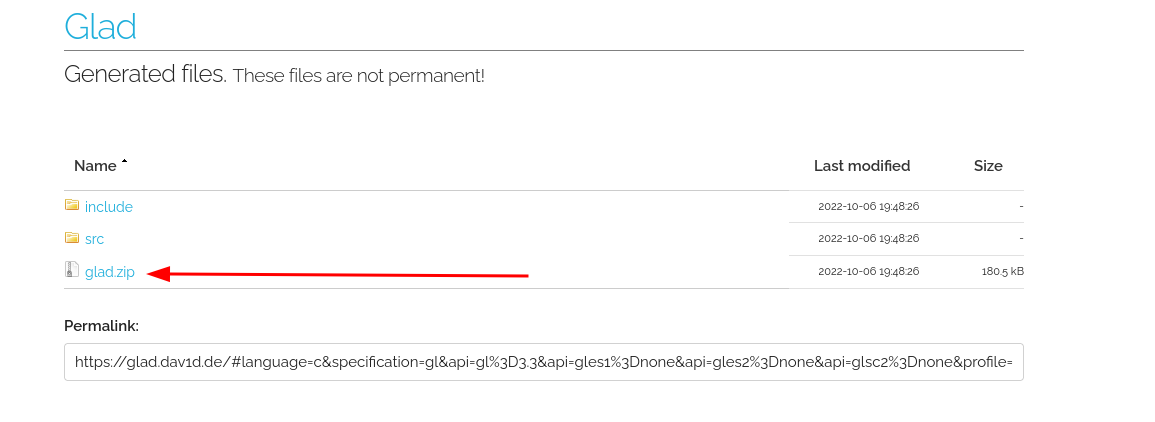 Glad
Generated files. These files are not permanent!
Name Last modified Size
include 2022-10-06 19:48:26 -
src 2022-10-06 19:48:26 -
glad.zip 2022-10-06 19:48:26 180.5 kB
Permalink:
https://glad.dav1d.de/#language=c&specification=gl&api=gl%3D3.3&api=gles1%3Dnone&api=gles2%3Dnone&api=glsc2%3Dnone&profile=